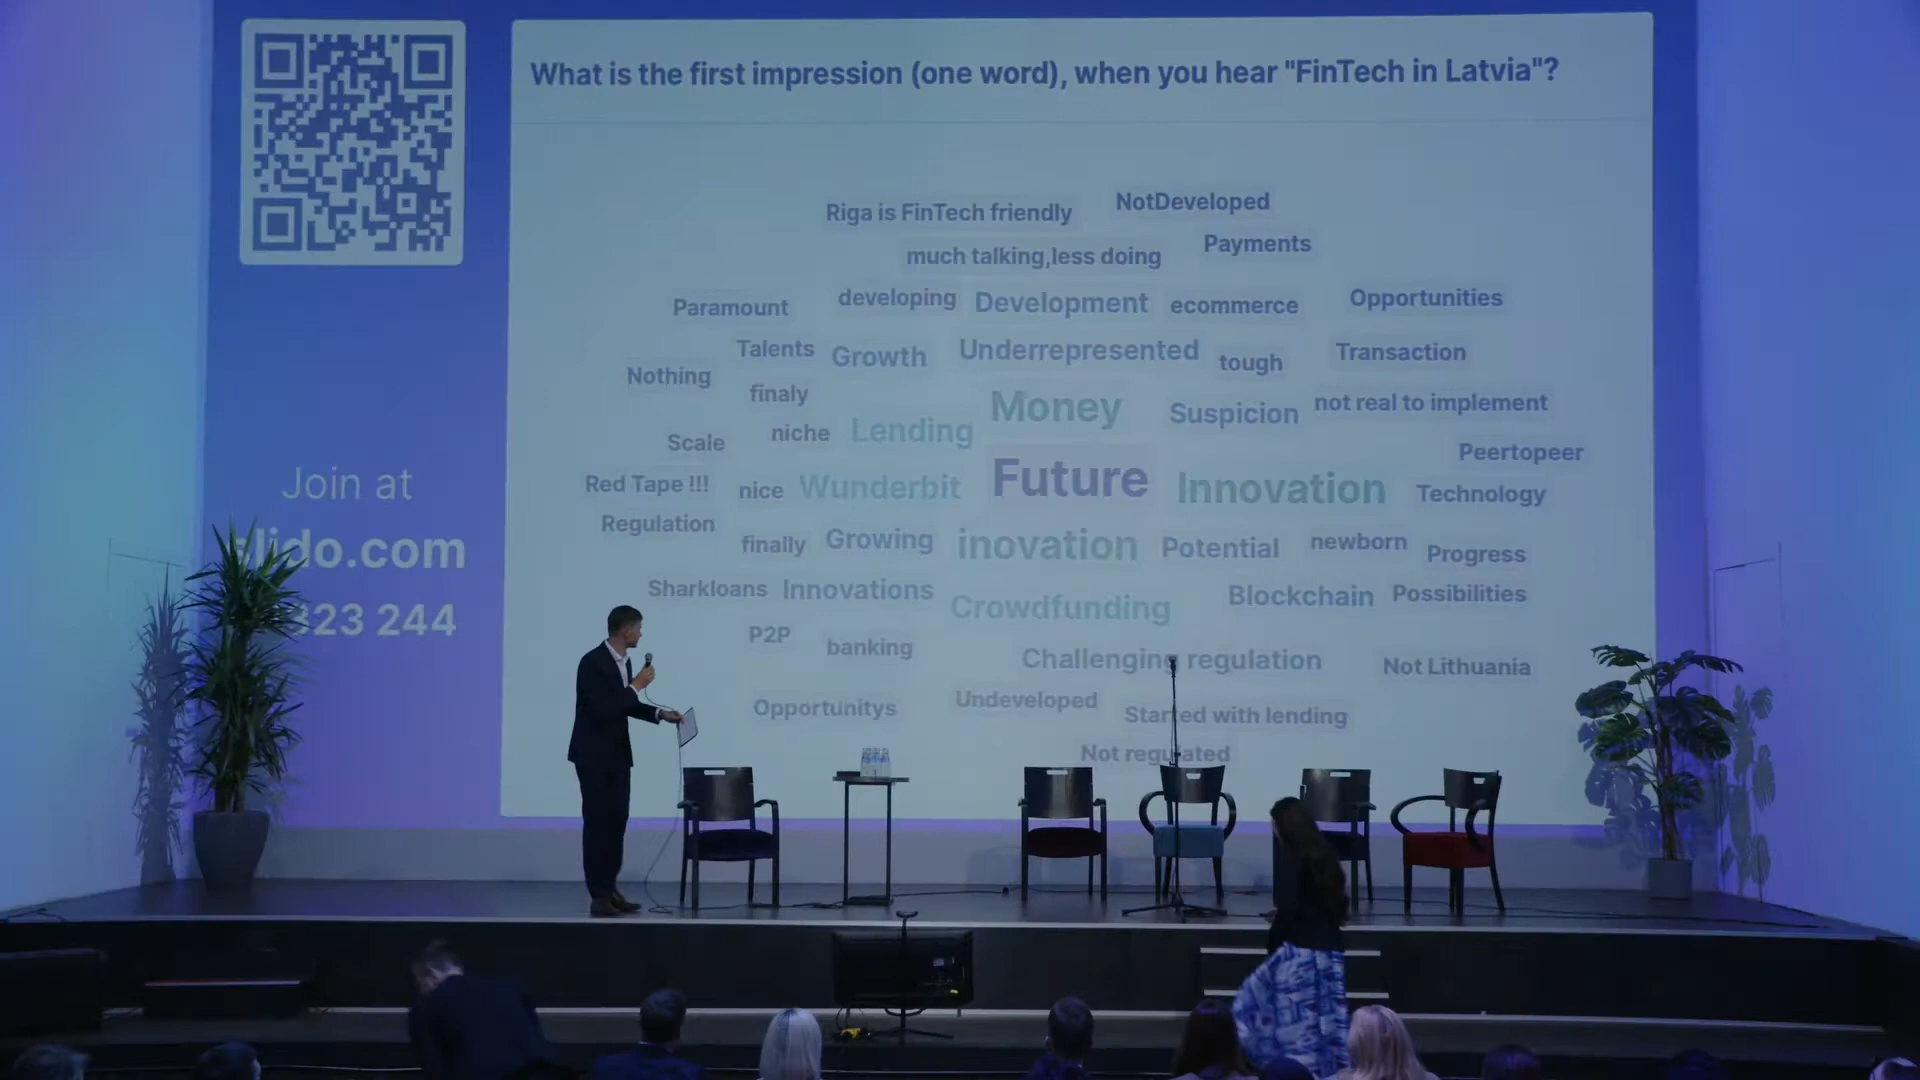 What is the first impression (one word), when you hear "FinTech in Latvia"?
Riga is FinTech friendly
NotDeveloped
much talking,less doing
Payments
Paramount
developing
Development
ecommerce
Opportunities
Talents
Growth
Underrepresented
tough
Transaction
Nothing
finaly
Money
Suspicion
not real to implement
Scale
niche
Lending
Peertopeer
Red Tape !!!
nice
Wunderbit
Future
Innovation
Technology
Regulation
finally
Growing
inovation
Potential
newborn
Progress
Sharkloans
Innovations
Crowdfunding
Blockchain
Possibilities
P2P
banking
Challenging regulation
Not Lithuania
Opportunitys
Undeveloped
Started with lending
Not regulated
Join at
slido.com
323 244